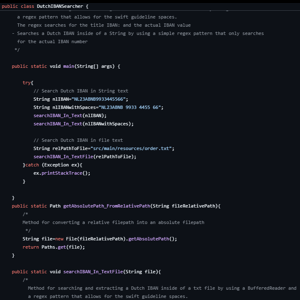 public class DutchIBANSearcher {
a regex pattern that allows for the swift guideline spaces.
The regex searches for the title IBAN: and the actual IBAN value
- Searches a Dutch IBAN inside of a String by using a simple regex pattern that only searches
for the actual IBAN number
*/
public static void main(String[] args) {
try{
// Search Dutch IBAN in String text
String nlIBAN="NL23ABNB9933445566";
String nlIBANwithSpaces="NL23ABNB 9933 4455 66";
searchIBAN_In_Text(nlIBAN);
searchIBAN_In_Text(nlIBANwithSpaces);
// Search Dutch IBAN in file text
String relPathToFile="src/main/resources/order.txt";
searchIBAN_In_TextFile(relPathToFile);
}catch (Exception ex){
ex.printStackTrace();
}
}
public static Path getAbsolutePath_FromRelativePath(String fileRelativePath){
/*
Method for converting a relative filepath into an absolute filepath
*/
String file=new File(fileRelativePath).getAbsolutePath();
return Paths.get(file);
}
public static void searchIBAN_In_TextFile(String file){
/*
Method for searching and extracting a Dutch IBAN inside of a txt file by using a BufferedReader and
a regex pattern that allows for the swift guideline spaces.